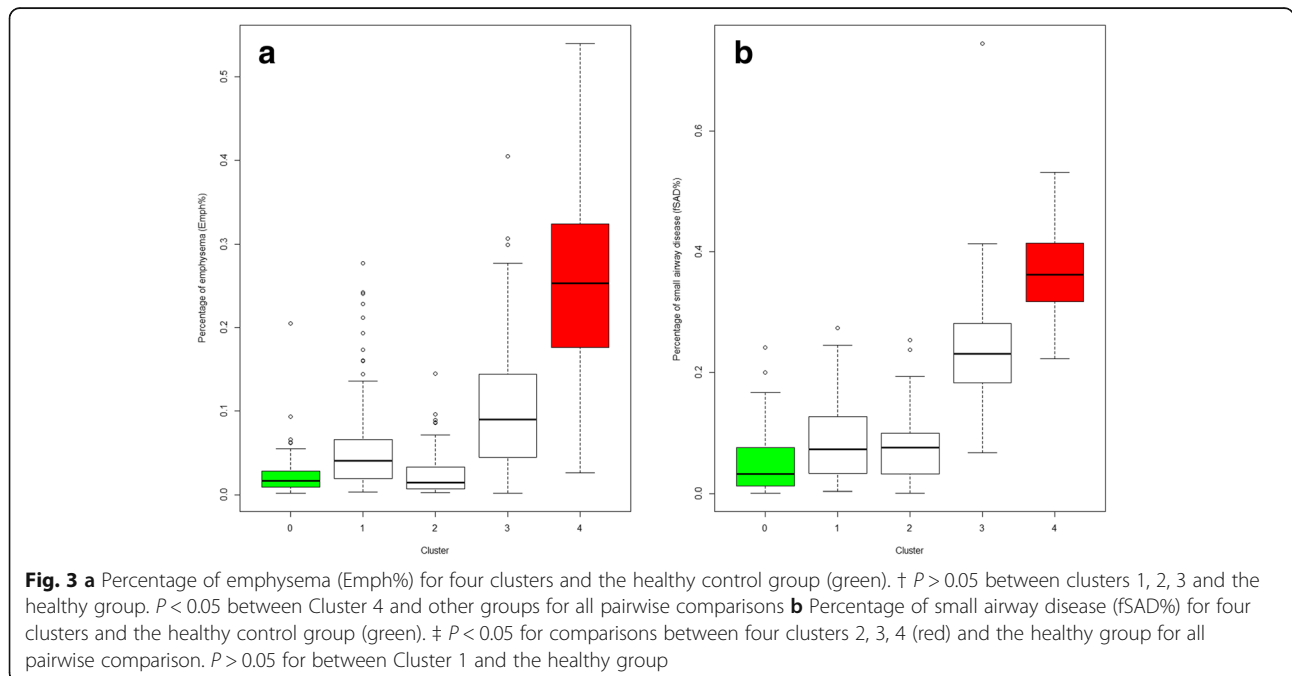 a
b
0.5
0.4
0.3
0.2
0.1
0.0
Percentage of emphysema (Emph%)
0 1 2 3 4
Cluster
0.6
0.4
0.2
0.0
Percentage of small airway disease (fSAD%)
0 1 2 3 4
Cluster
Fig. 3 a Percentage of emphysema (Emph%) for four clusters and the healthy control group (green). † P > 0.05 between clusters 1, 2, 3 and the
healthy group. P < 0.05 between Cluster 4 and other groups for all pairwise comparisons b Percentage of small airway disease (fSAD%) for four
clusters and the healthy control group (green). ‡ P < 0.05 for comparisons between four clusters 2, 3, 4 (red) and the healthy group for all
pairwise comparison. P > 0.05 for between Cluster 1 and the healthy group